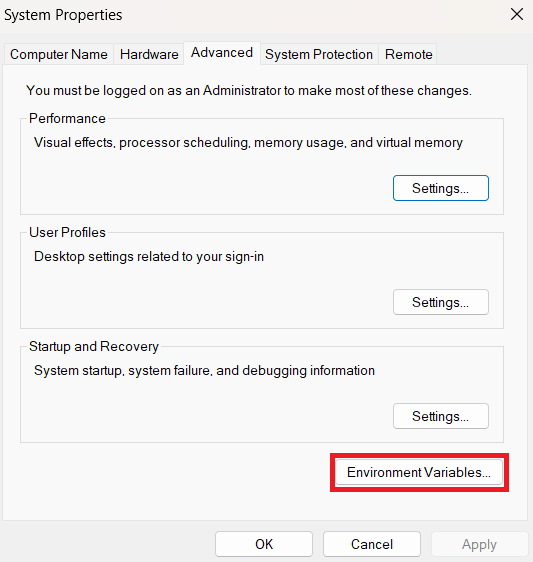 System Properties
Computer Name Hardware Advanced System Protection Remote
You must be logged on as an Administrator to make most of these changes.
Performance
Visual effects, processor scheduling, memory usage, and virtual memory
Settings...
User Profiles
Desktop settings related to your sign-in
Settings...
Startup and Recovery
System startup, system failure, and debugging information
Settings...
Environment Variables...
OK Cancel Apply